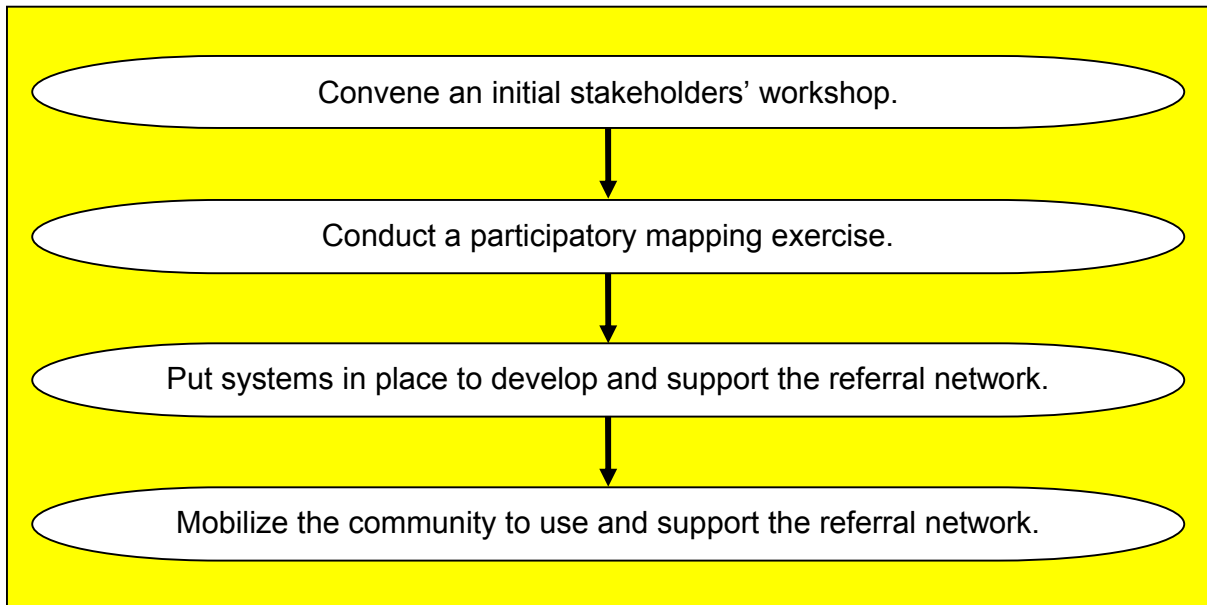 Convene an initial stakeholders’ workshop.
Conduct a participatory mapping exercise.
Put systems in place to develop and support the referral network.
Mobilize the community to use and support the referral network.